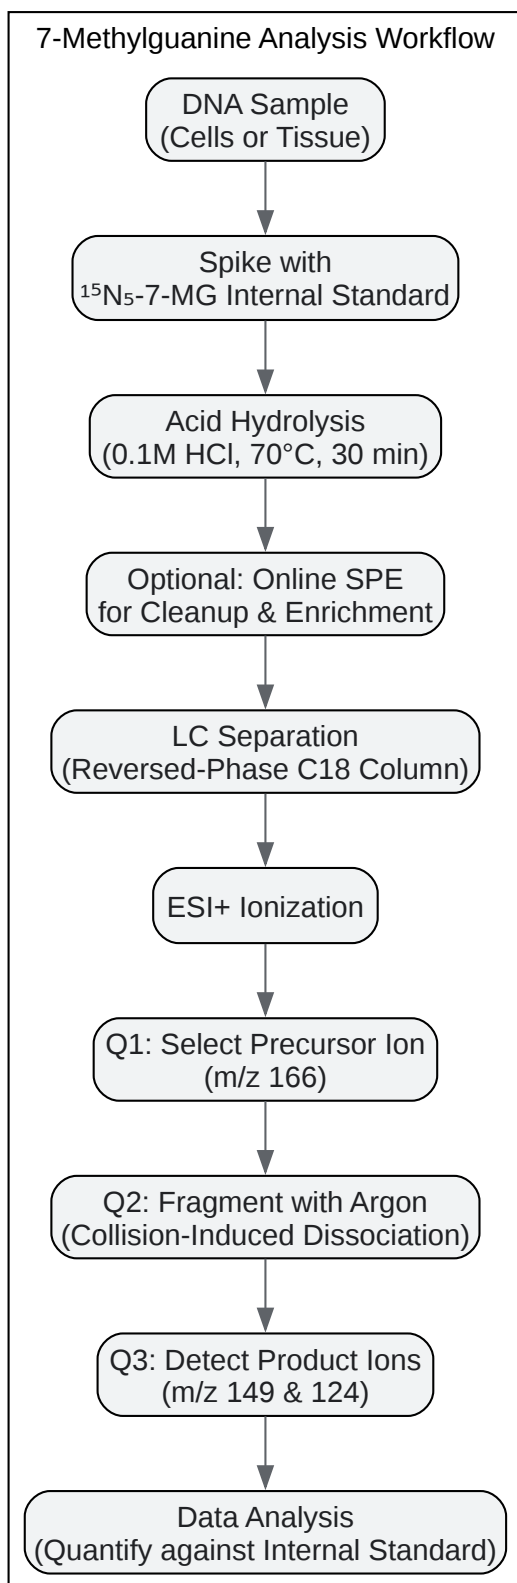 7-Methylguanine Analysis Workflow
DNA Sample
(Cells or Tissue)
Spike with
¹⁵N₅-7-MG Internal Standard
Acid Hydrolysis
(0.1M HCl, 70°C, 30 min)
Optional: Online SPE
for Cleanup & Enrichment
LC Separation
(Reversed-Phase C18 Column)
ESI+ Ionization
Q1: Select Precursor Ion
(m/z 166)
Q2: Fragment with Argon
(Collision-Induced Dissociation)
Q3: Detect Product Ions
(m/z 149 & 124)
Data Analysis
(Quantify against Internal Standard)